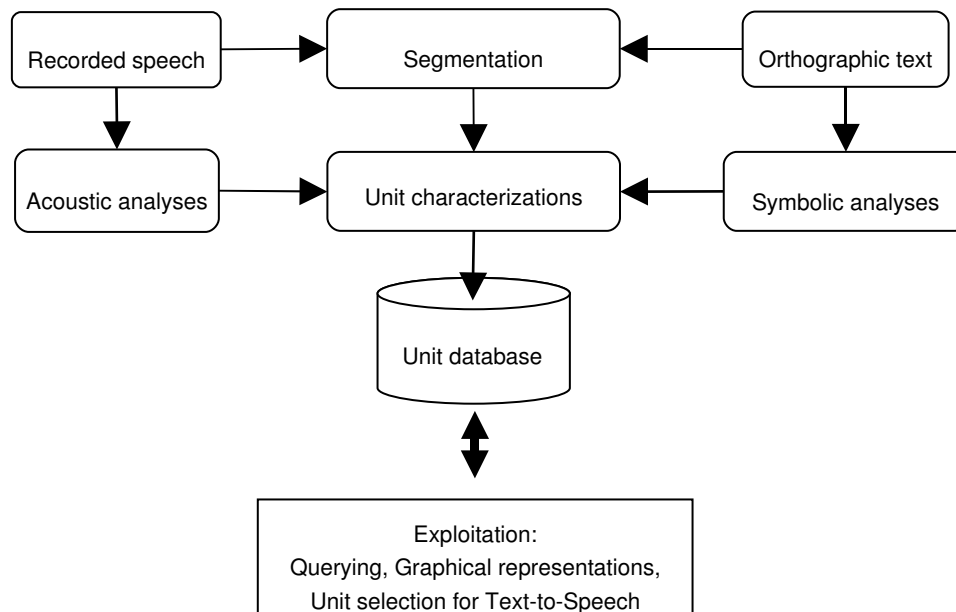 Recorded speech
Segmentation
Orthographic text
Acoustic analyses
Unit characterizations
Symbolic analyses
Unit database
Exploitation:
Querying, Graphical representations,
Unit selection for Text-to-Speech